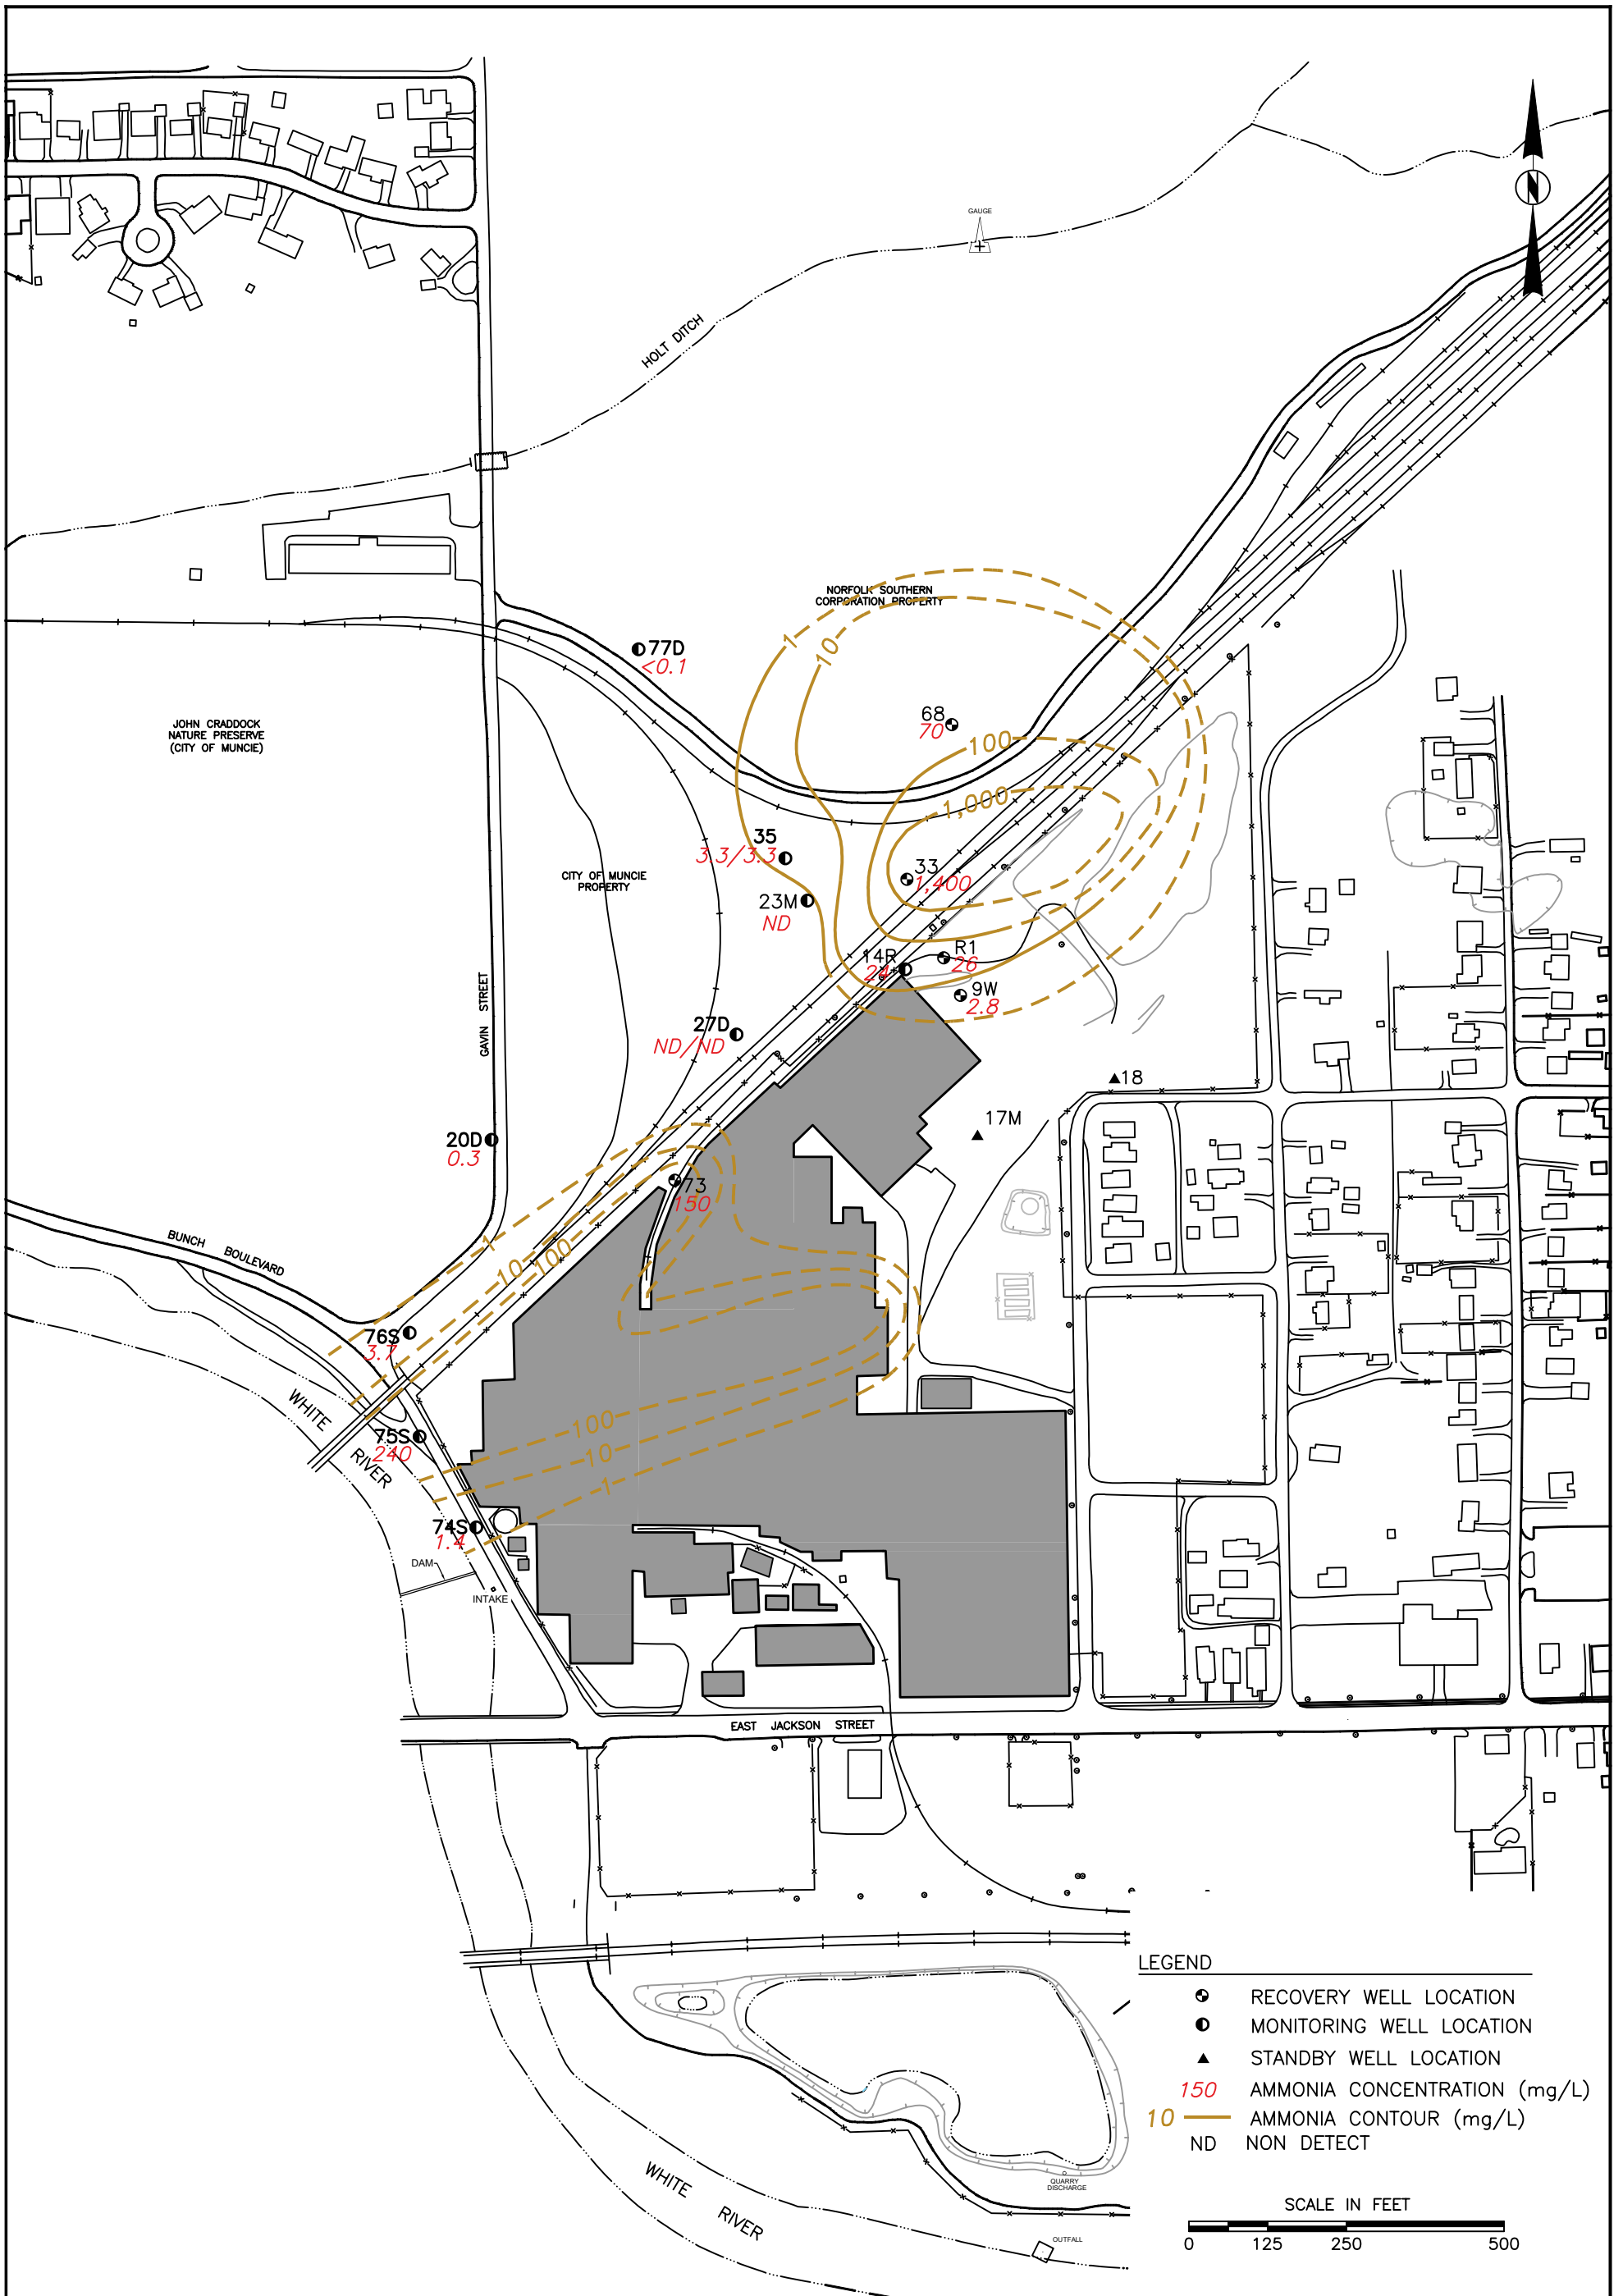 GAUGE
N
HOLT DITCH
NORFOLK SOUTHERN
CORPORATION PROPERTY
1
10
77D
<0.1
68
70
JOHN CRADDOCK
NATURE PRESERVE
(CITY OF MUNCIE)
100
1,000
35
3.3/3.3
CITY OF MUNCIE
PROPERTY
33
1,400
23M
ND
14R
24
R1
26
9W
2.8
GAVIN STREET
27D
ND/ND
18
17M
20D
0.3
73
150
BUNCH BOULEVARD
1
10
100
76S
3.7
WHITE RIVER
75S
240
100
10
1
74S
1.4
DAM
INTAKE
EAST JACKSON STREET
LEGEND
RECOVERY WELL LOCATION
MONITORING WELL LOCATION
STANDBY WELL LOCATION
150 AMMONIA CONCENTRATION (mg/L)
10 AMMONIA CONTOUR (mg/L)
ND NON DETECT
WHITE RIVER
QUARRY
DISCHARGE
OUTFALL
SCALE IN FEET
0 125 250 500